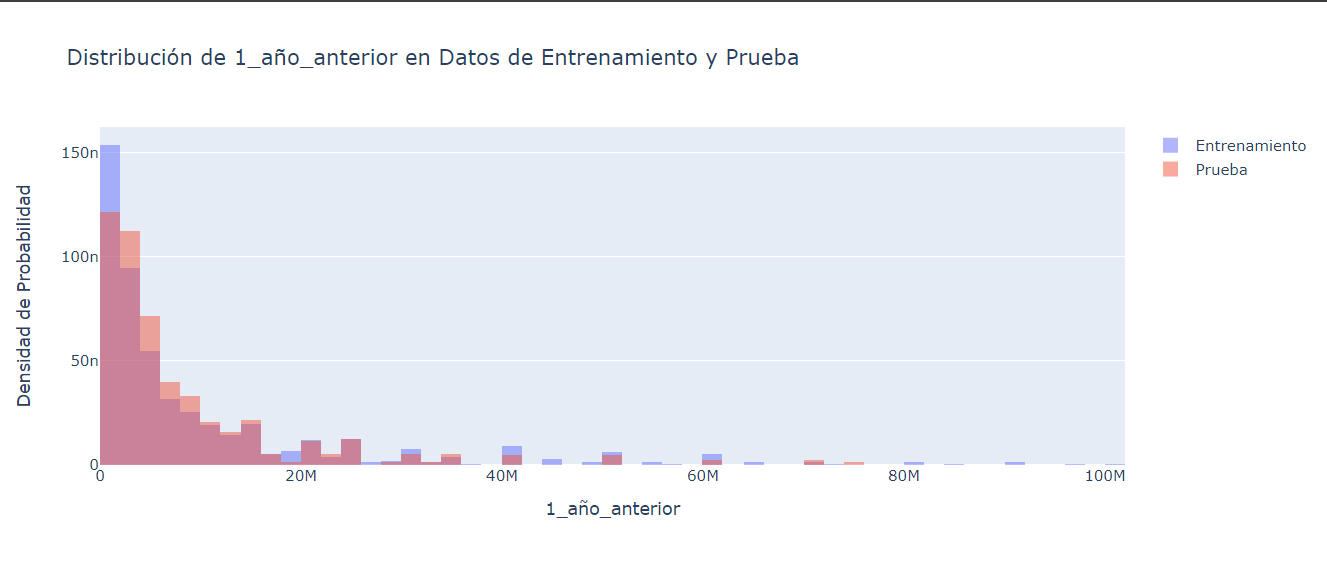 Distribución de 1_año_anterior en Datos de Entrenamiento y Prueba
Entrenamiento
Prueba
Densidad de Probabilidad
150n
100n
50n
0
0
20M
40M
60M
80M
100M
1_año_anterior